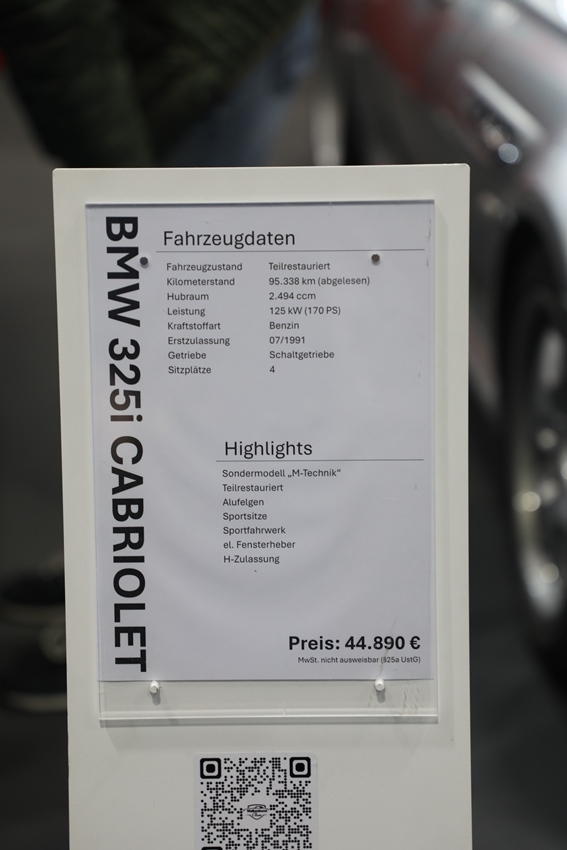 BMW 325i CABRIOLET
Fahrzeugdaten
Fahrzeugzustand Teilrestauriert
Kilometerstand 95.338 km (abgelesen)
Hubraum 2.494 ccm
Leistung 125 kW (170 PS)
Kraftstoffart Benzin
Erstzulassung 07/1991
Getriebe Schaltgetriebe
Sitzplätze 4
Highlights
Sondermodell „M-Technik“
Teilrestauriert
Alufelgen
Sportsitze
Sportfahrwerk
el. Fensterheber
H-Zulassung
Preis: 44.890 €
MwSt. nicht ausweisbar (§25a UstG)